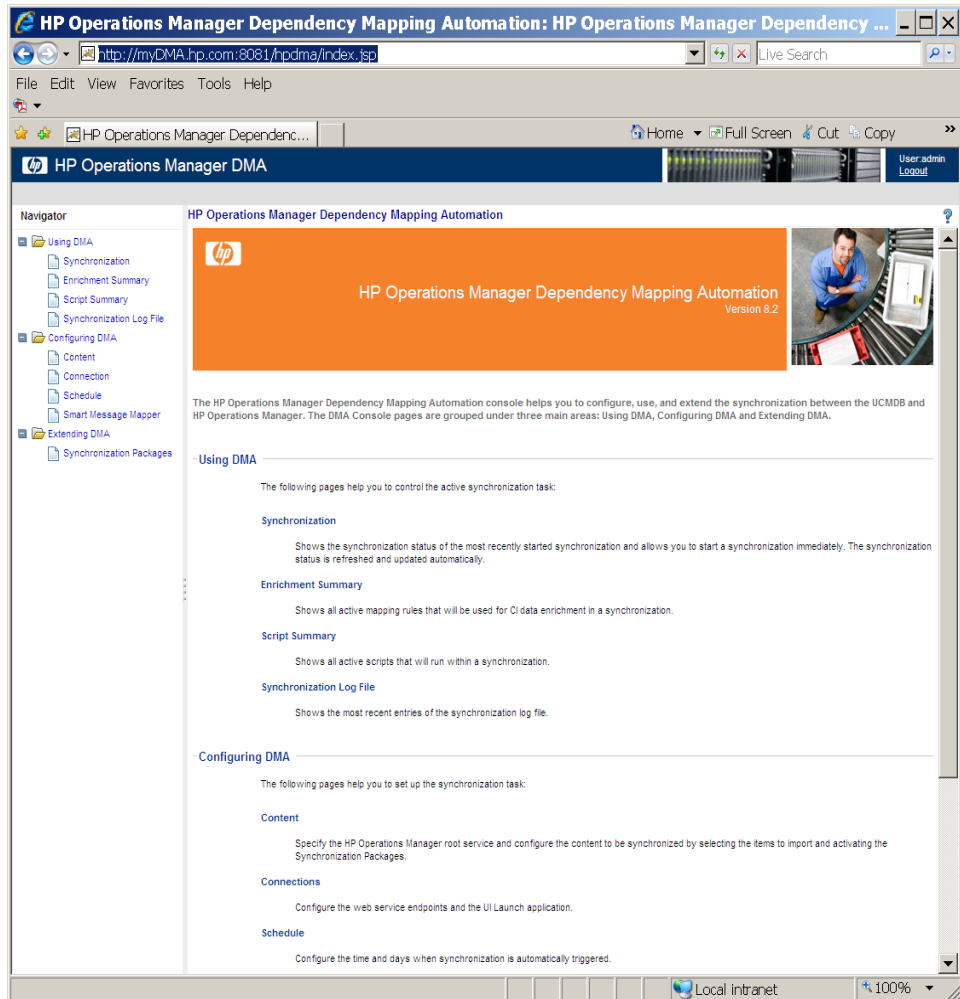 HP Operations Manager Dependency Mapping Automation: HP Operations Manager Dependency ...
http://myDMA.hp.com:8081/hpdma/index.jsp
Live Search
File Edit View Favorites Tools Help
HP Operations Manager Dependenc...
Home Full Screen Cut Copy »
hp HP Operations Manager DMA
User:admin
Logout
Navigator
Using DMA
Synchronization
Enrichment Summary
Script Summary
Synchronization Log File
Configuring DMA
Content
Connection
Schedule
Smart Message Mapper
Extending DMA
Synchronization Packages
HP Operations Manager Dependency Mapping Automation
?
hp
HP Operations Manager Dependency Mapping Automation
Version 8.2
The HP Operations Manager Dependency Mapping Automation console helps you to configure, use, and extend the synchronization between the UCMDB and
HP Operations Manager. The DMA Console pages are grouped under three main areas: Using DMA, Configuring DMA and Extending DMA.
Using DMA
The following pages help you to control the active synchronization task:
Synchronization
Shows the synchronization status of the most recently started synchronization and allows you to start a synchronization immediately. The synchronization
status is refreshed and updated automatically.
Enrichment Summary
Shows all active mapping rules that will be used for CI data enrichment in a synchronization.
Script Summary
Shows all active scripts that will run within a synchronization.
Synchronization Log File
Shows the most recent entries of the synchronization log file.
Configuring DMA
The following pages help you to set up the synchronization task:
Content
Specify the HP Operations Manager root service and configure the content to be synchronized by selecting the items to import and activating the
Synchronization Packages.
Connections
Configure the web service endpoints and the UI Launch application.
Schedule
Configure the time and days when synchronization is automatically triggered.
Local intranet
100%